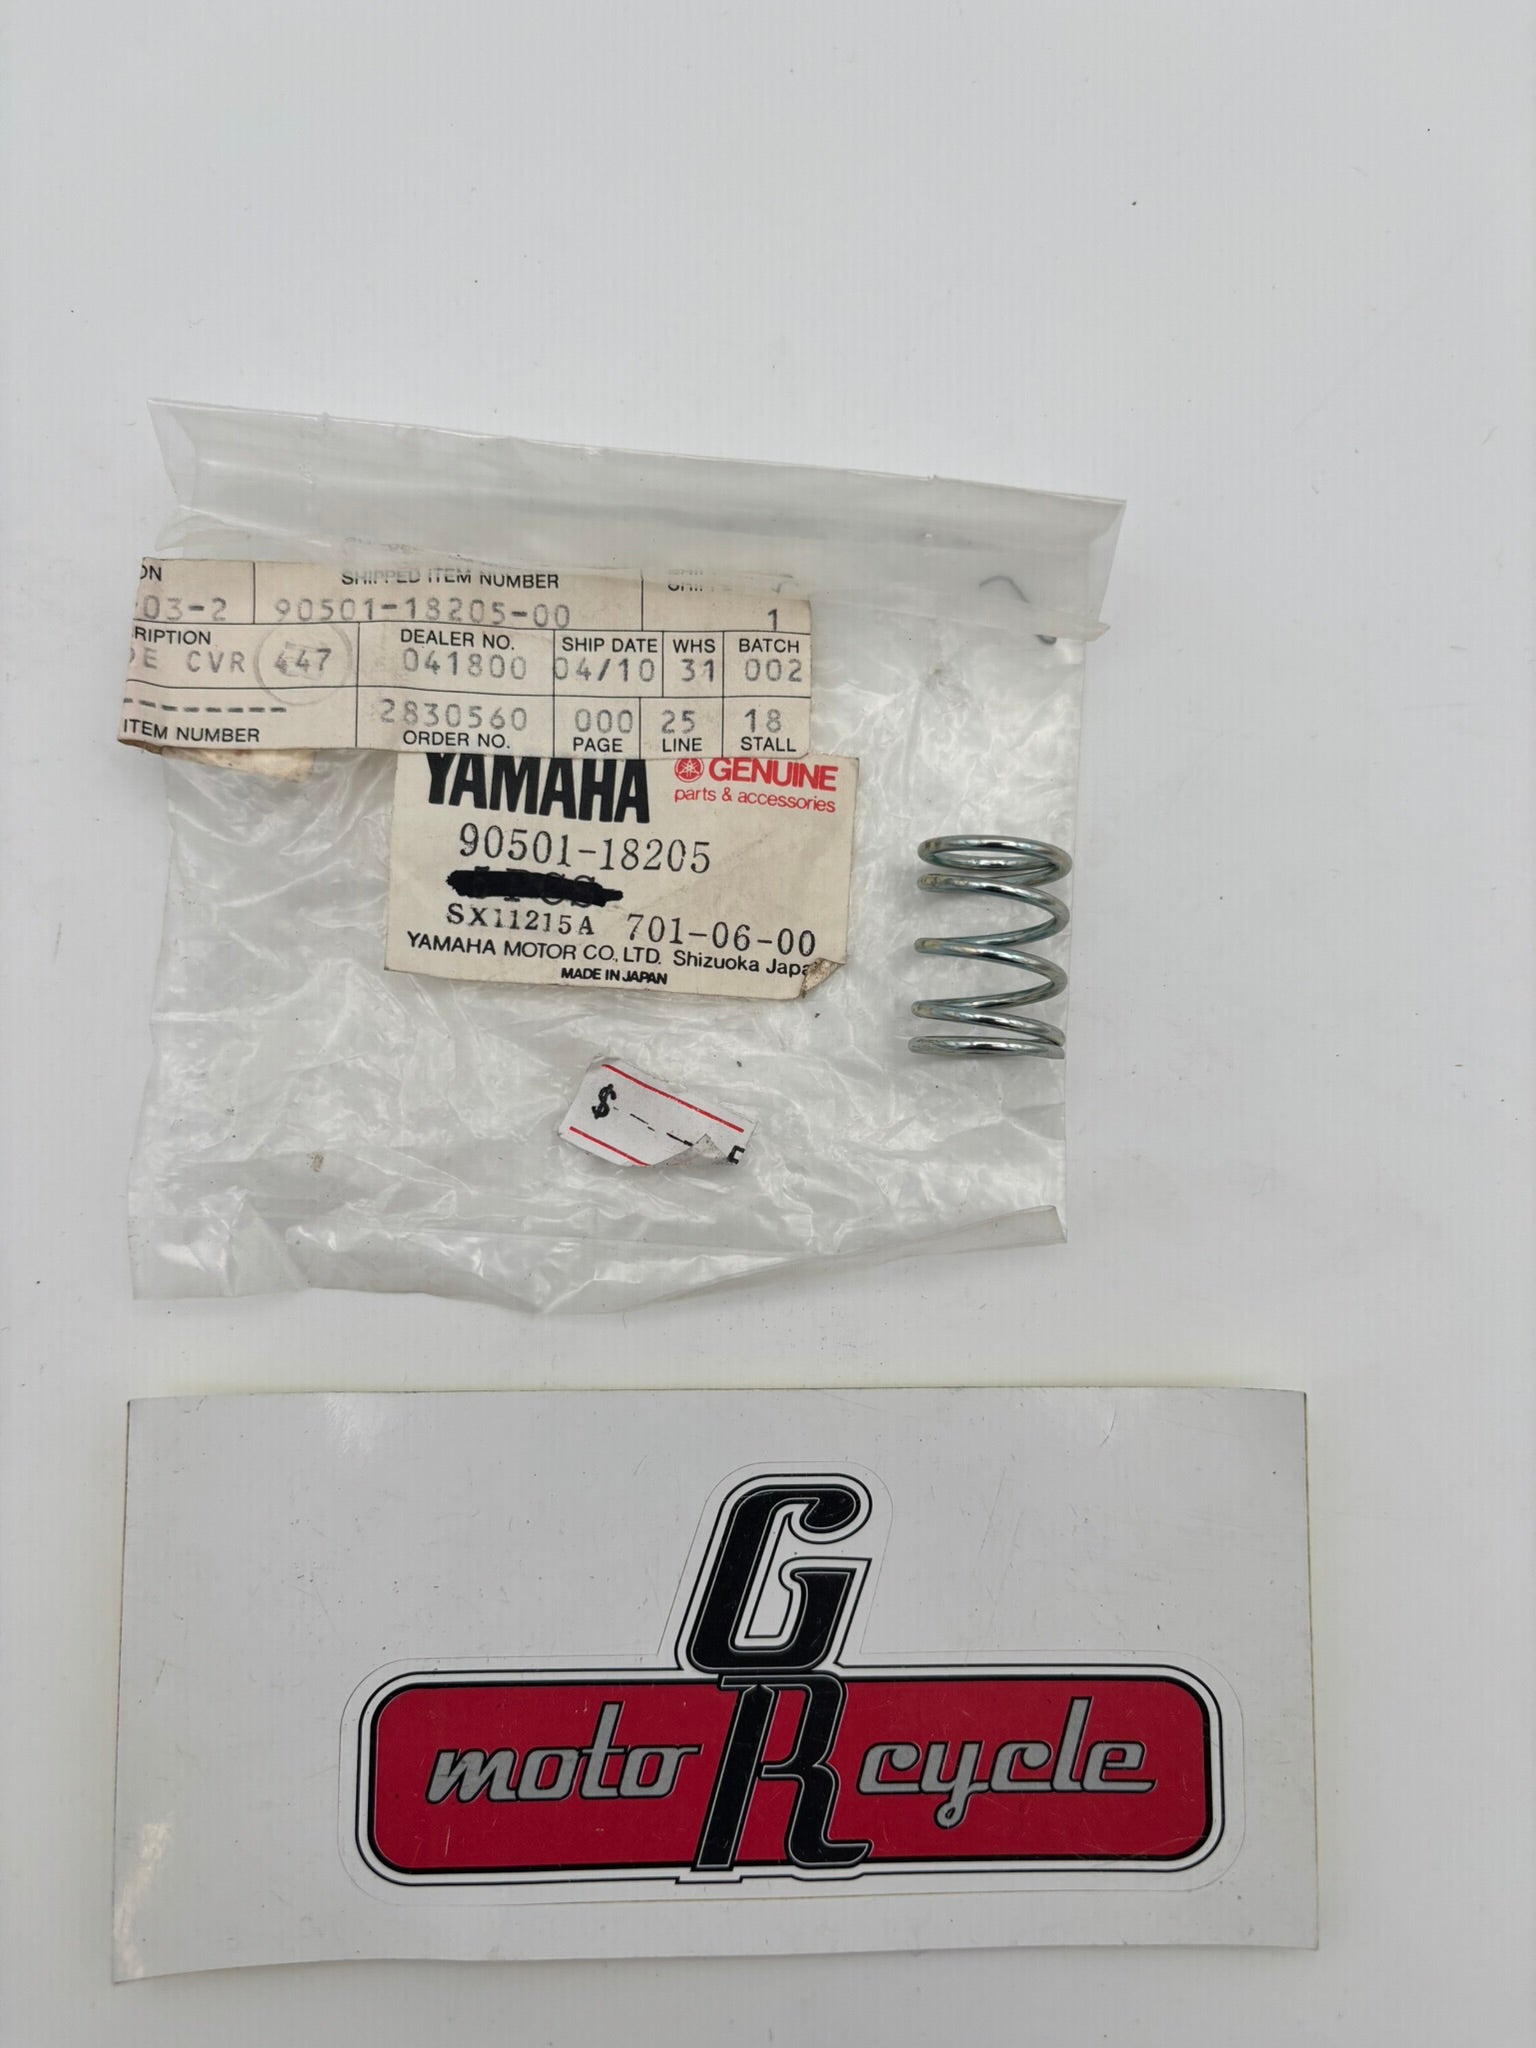 ON SHIPPED ITEM NUMBER
03-2 90501-18205-00 1
RIPTION DEALER NO. SHIP DATE WHS BATCH
DE CVR 447 041800 04/10 31 002
2830560 000 25 18
ITEM NUMBER ORDER NO. PAGE LINE STALL
YAMAHA GENUINE
parts & accessories
90501-18205
SX11215A 701-06-00
YAMAHA MOTOR CO., LTD. Shizuoka Japa
MADE IN JAPAN
$
GR
moto cycle